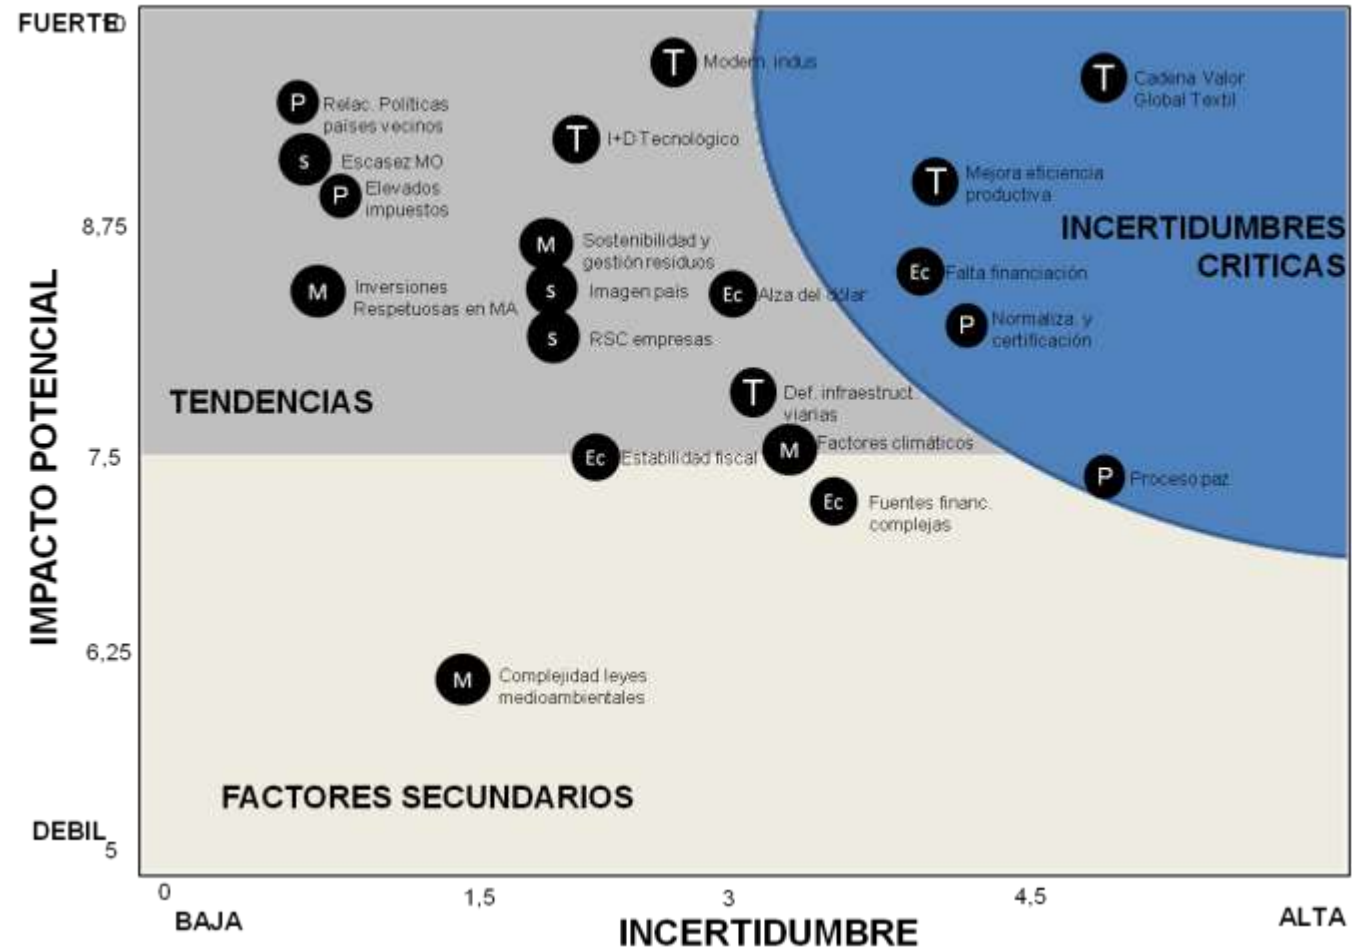 FUERTE
10
T
Modern. indus
T
Cadena Valor
Global Textil
P
Relac. Políticas
países vecinos
T
I+D Tecnológico
s
Escasez MO
T
Mejora eficiencia
productiva
P
Elevados
impuestos
8,75
INCERTIDUMBRES
CRITICAS
M
Sostenibilidad y
gestión residuos
Ec
Falta financiación
M
Inversiones
Respetuosas en MA
s
Imagen país
Ec
Alza del dólar
P
Normaliza. y
certificación
s
RSC empresas
TENDENCIAS
T
Def. infraestruct.
viarias
M
Factores climáticos
7,5
Ec
Estabilidad fiscal
P
Proceso paz
Ec
Fuentes financ.
complejas
IMPACTO POTENCIAL
6,25
M
Complejidad leyes
medioambientales
FACTORES SECUNDARIOS
DEBIL
5
0
1,5
3
4,5
BAJA
INCERTIDUMBRE
ALTA